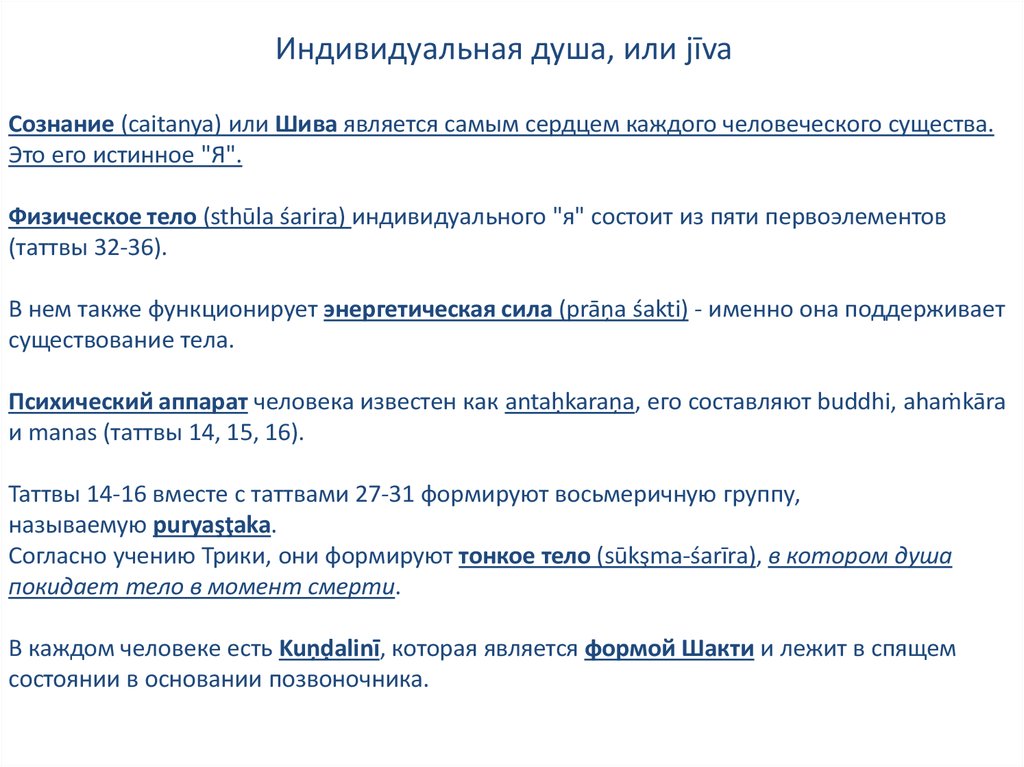 Индивидуальная душа, или jīva
Сознание (caitanya) или Шива является самым сердцем каждого человеческого существа.
Это его истинное "Я".
Физическое тело (sthūla śarira) индивидуального "я" состоит из пяти первоэлементов
(таттвы 32-36).
В нем также функционирует энергетическая сила (prāṇa śakti) - именно она поддерживает
существование тела.
Психический аппарат человека известен как antaḥkaraṇa, его составляют buddhi, ahaṁkāra
и manas (таттвы 14, 15, 16).
Таттвы 14-16 вместе с таттвами 27-31 формируют восьмеричную группу,
называемую puryaşţaka.
Согласно учению Трики, они формируют тонкое тело (sūkşma-śarīra), в котором душа
покидает тело в момент смерти.
В каждом человеке есть Kuṇḍalinī, которая является формой Шакти и лежит в спящем
состоянии в основании позвоночника.